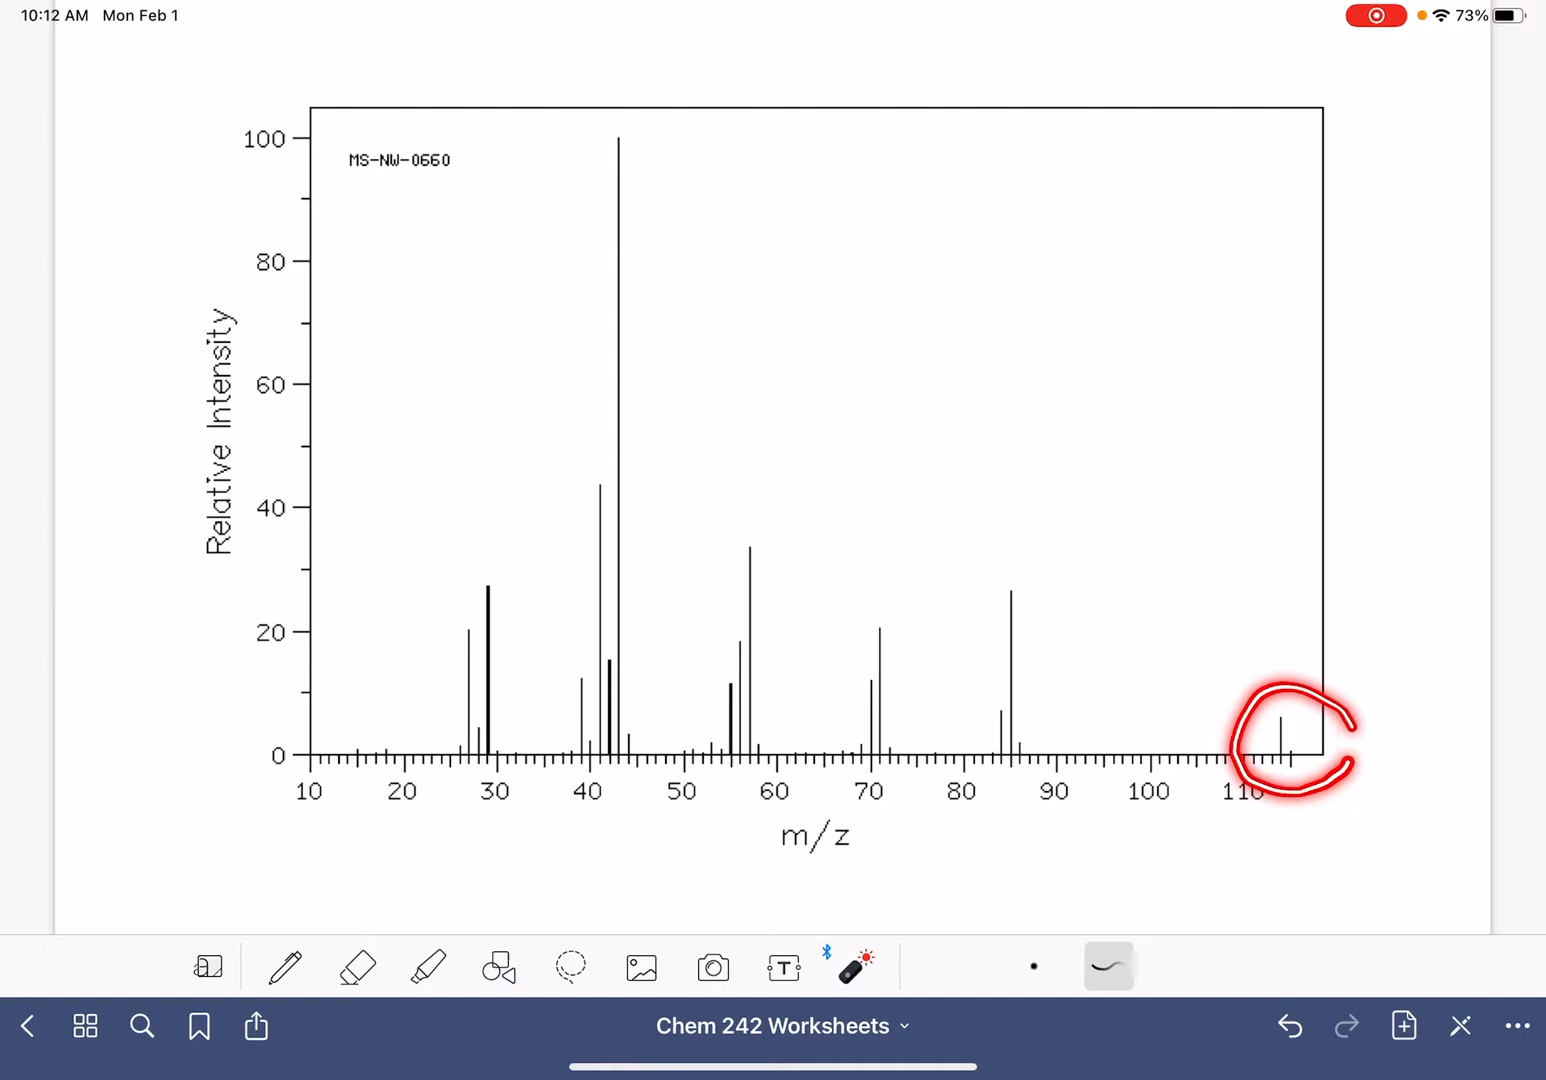 10:12 AM Mon Feb 1
73%
MS-NW-0660
100
80
60
40
20
0
Relative Intensity
10 20 30 40 50 60 70 80 90 100 110
m/z
T
Chem 242 Worksheets